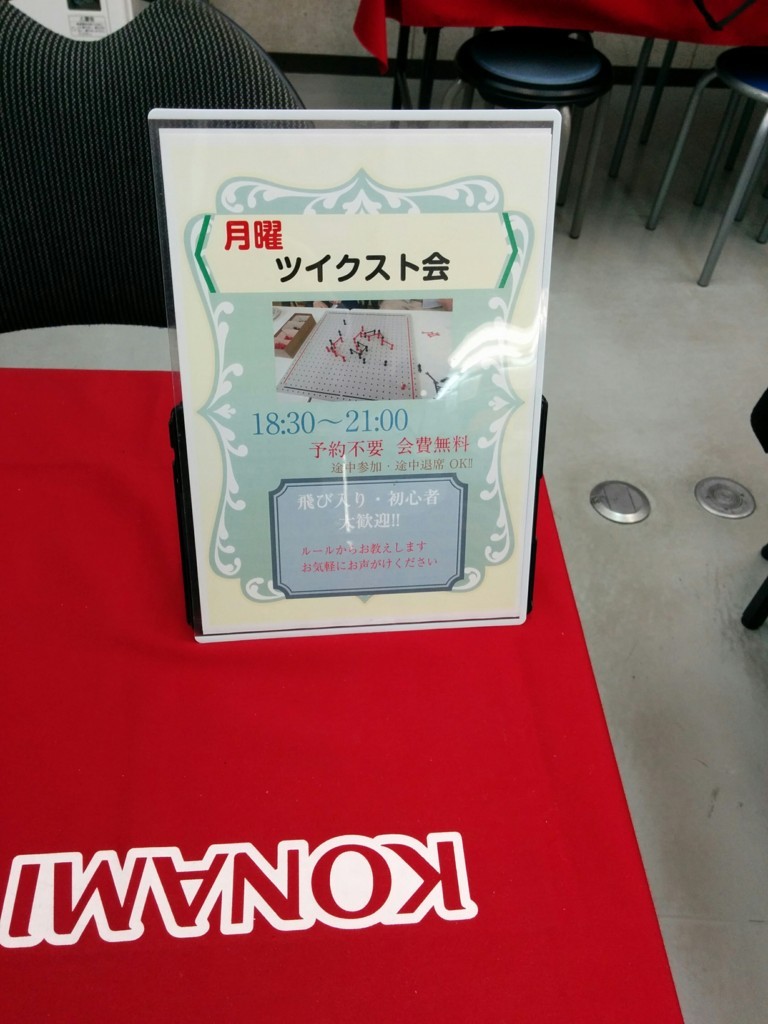 月曜
ツイクスト会
18:30～21:00
予約不要 会費無料
途中参加・途中退席 OK!!
飛び入り・初心者
大歓迎!!
ルールからお教えします
お気軽にお声がけください
KONAMI